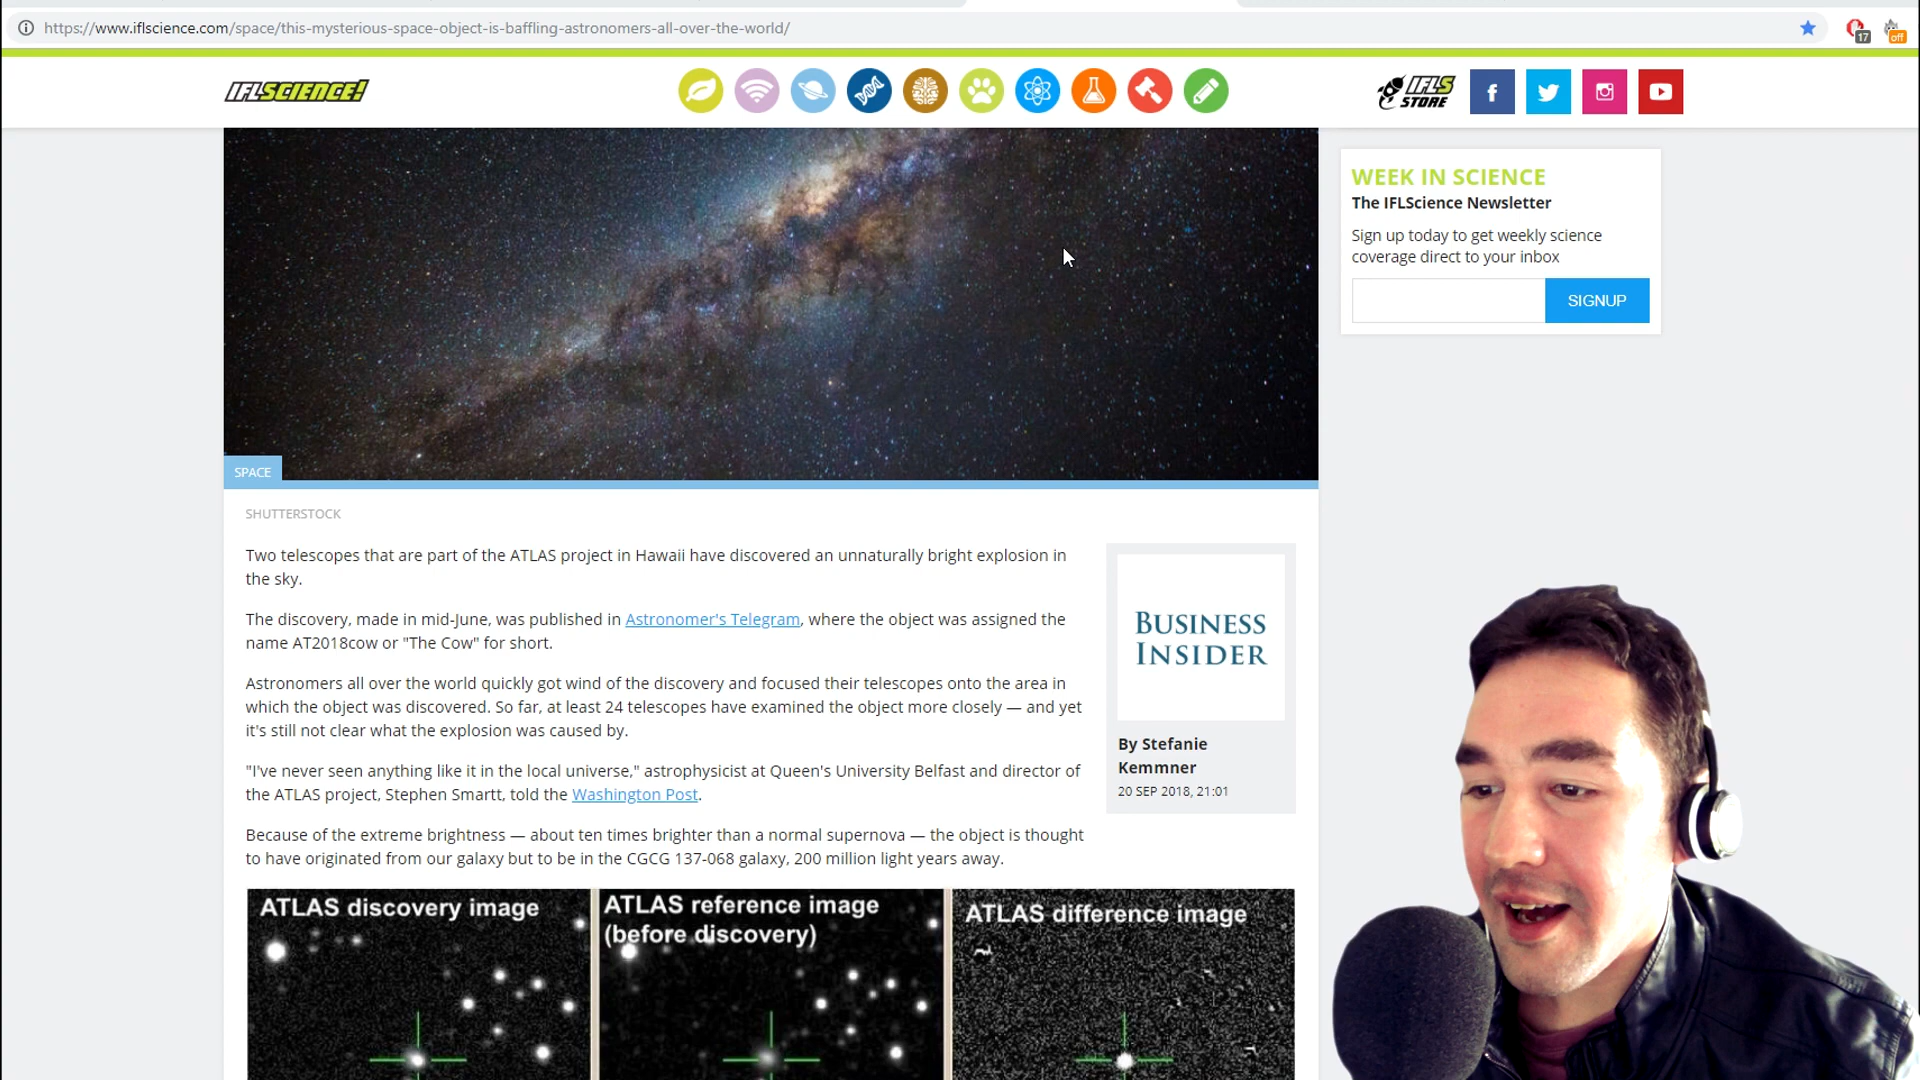 https://www.iflscience.com/space/this-mysterious-space-object-is-baffling-astronomers-all-over-the-world/
17
off
IFLSCIENCE!
IFLS
STORE
WEEK IN SCIENCE
The IFLScience Newsletter
Sign up today to get weekly science
coverage direct to your inbox
SIGNUP
SPACE
SHUTTERSTOCK
Two telescopes that are part of the ATLAS project in Hawaii have discovered an unnaturally bright explosion in
the sky.
The discovery, made in mid-June, was published in Astronomer's Telegram, where the object was assigned the
name AT2018cow or "The Cow" for short.
Astronomers all over the world quickly got wind of the discovery and focused their telescopes onto the area in
which the object was discovered. So far, at least 24 telescopes have examined the object more closely — and yet
it's still not clear what the explosion was caused by.
"I've never seen anything like it in the local universe," astrophysicist at Queen's University Belfast and director of
the ATLAS project, Stephen Smartt, told the Washington Post.
Because of the extreme brightness — about ten times brighter than a normal supernova — the object is thought
to have originated from our galaxy but to be in the CGCG 137-068 galaxy, 200 million light years away.
BUSINESS
INSIDER
By Stefanie
Kemmner
20 SEP 2018, 21:01
ATLAS discovery image
ATLAS reference image
(before discovery)
ATLAS difference image